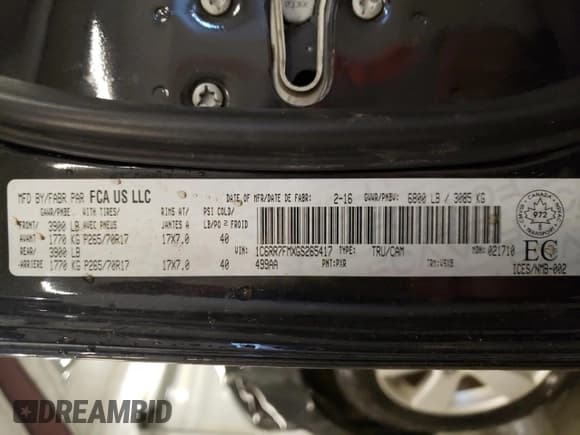 MFD BY/FABR PAR FCA US LLC DATE OF MFR/DATE DE FABR: 2-16 GVWR/PNBV: 6800 LB / 3085 KG
GAWR/PNBE: WITH TIRES/ RIMS AT/ PSI COLD/
FRONT/ 3900 LB AVEC PNEUS JANTES A LB/PO² FROID
AVANT: 1770 KG P265/70R17 17X7.0 40
REAR/ 3900 LB
ARRIERE 1770 KG P265/70R17 17X7.0 40
VIN: 1C6RR7FMXGS265417 TYPE: TRU/CAM MDH: 021710
499AA PNT: PXR
CANADA
972
TRANSPORT
EC
ICES/NMB-002
DREAMBID